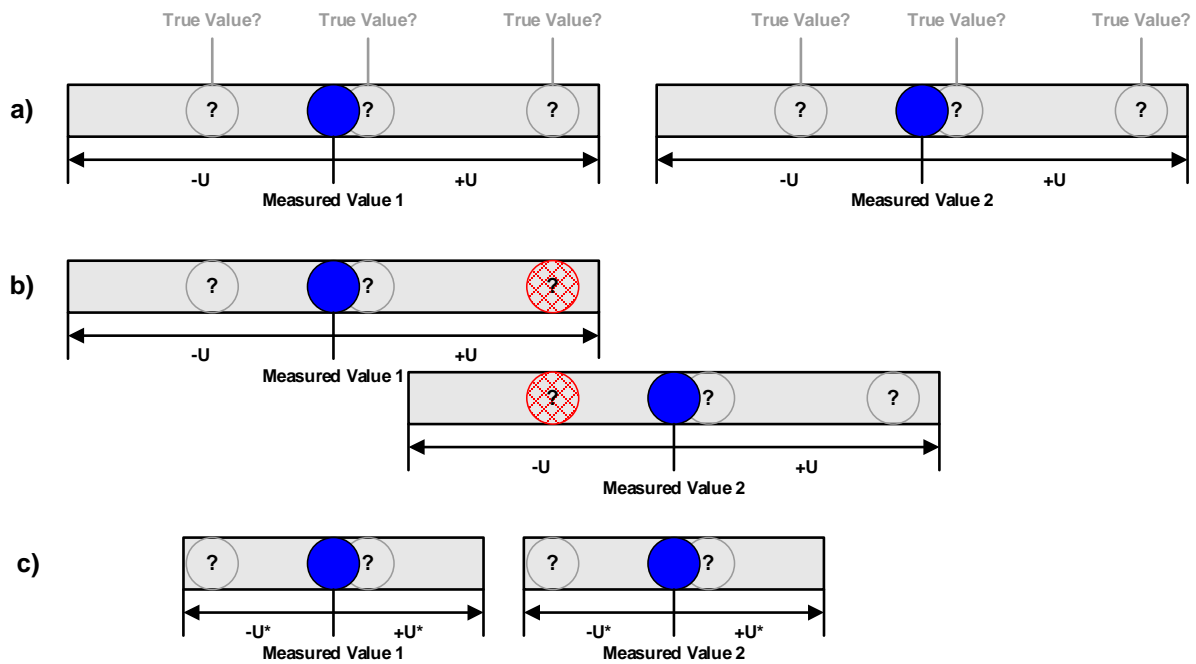 True Value? True Value? True Value? True Value? True Value? True Value?
a) ? ? ? ? ? ?
-U +U -U +U
Measured Value 1 Measured Value 2
b) ? ? ?
-U +U
Measured Value 1
? ? ?
-U +U
Measured Value 2
c) ? ? ? ?
-U* +U* -U* +U*
Measured Value 1 Measured Value 2